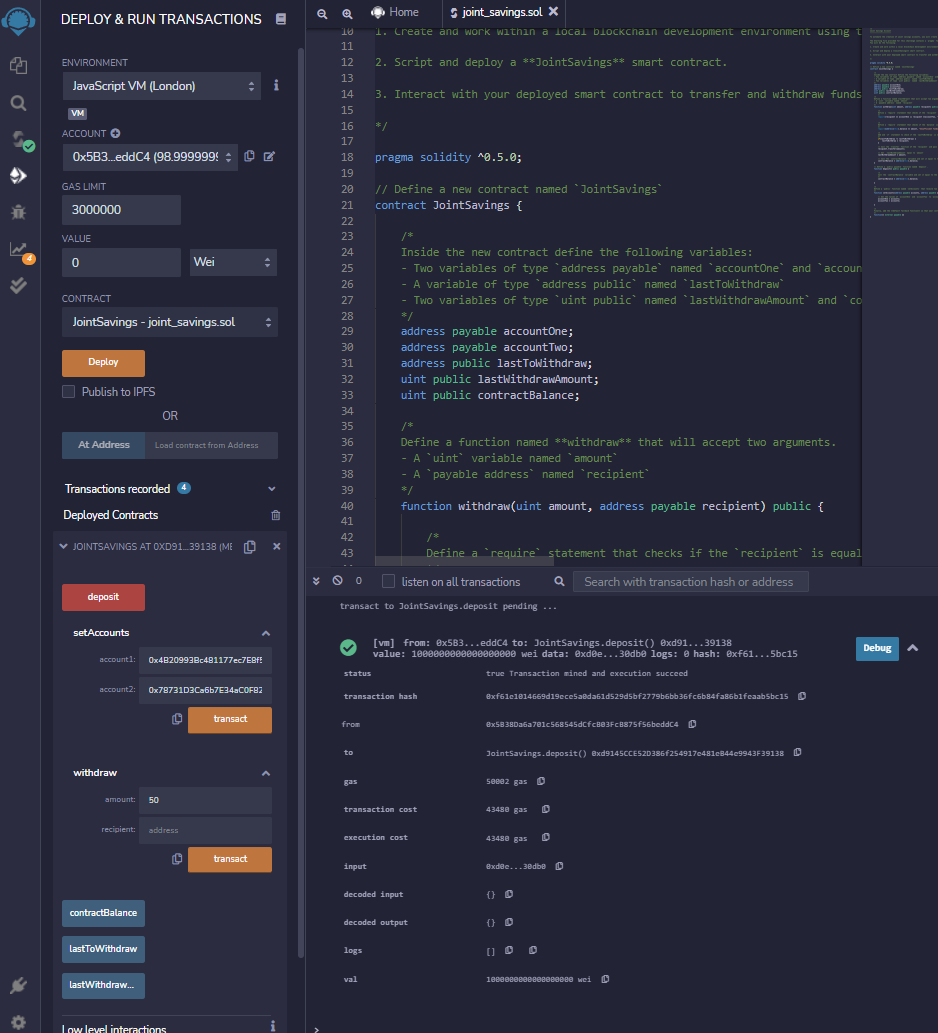 DEPLOY & RUN TRANSACTIONS
ENVIRONMENT
JavaScript VM (London)
VM
ACCOUNT
0x5B3...eddC4 (98.9999999
GAS LIMIT
3000000
VALUE
0
Wei
CONTRACT
JointSavings - joint_savings.sol
Deploy
Publish to IPFS
OR
At Address
Load contract from Address
Transactions recorded 4
Deployed Contracts
JOINTSAVINGS AT 0XD91...39138 (ME
deposit
setAccounts
account1: 0x4B20993Bc481177ec7E8f5
account2: 0x78731D3Ca6b7E34aC0F82
transact
withdraw
amount: 50
recipient: address
transact
contractBalance
lastToWithdraw
lastWithdraw...
Low level interactions
4
Home
joint_savings.sol
10 1. Create and work within a local blockchain development environment using t
11
12 2. Script and deploy a **JointSavings** smart contract.
13
14 3. Interact with your deployed smart contract to transfer and withdraw funds
15
16 */
17
18 pragma solidity ^0.5.0;
19
20 // Define a new contract named `JointSavings`
21 contract JointSavings {
22
23 /*
24 Inside the new contract define the following variables:
25 - Two variables of type `address payable` named `accountOne` and `accoun
26 - A variable of type `address public` named `lastToWithdraw`
27 - Two variables of type `uint public` named `lastWithdrawAmount` and `co
28 */
29 address payable accountOne;
30 address payable accountTwo;
31 address public lastToWithdraw;
32 uint public lastWithdrawAmount;
33 uint public contractBalance;
34
35 /*
36 Define a function named **withdraw** that will accept two arguments.
37 - A `uint` variable named `amount`
38 - A `payable address` named `recipient`
39 */
40 function withdraw(uint amount, address payable recipient) public {
41
42 /*
43 Define a `require` statement that checks if the `recipient` is equal
0
listen on all transactions
Search with transaction hash or address
transact to JointSavings.deposit pending ...
[vm] from: 0x5B3...eddC4 to: JointSavings.deposit() 0xd91...39138
value: 1000000000000000000 wei data: 0xd0e...30db0 logs: 0 hash: 0xf61...5bc15
Debug
status true Transaction mined and execution succeed
transaction hash 0xf61e1014669d19ece5a0da61d529d5bf2779b6bb36fc6b84fa86b1feaab5bc15
from 0x5B38Da6a701c568545dCfcB03FcB875f56beddC4
to JointSavings.deposit() 0xd9145CCE52D386f254917e481eB44e9943F39138
gas 50002 gas
transaction cost 43480 gas
execution cost 43480 gas
input 0xd0e...30db0
decoded input {}
decoded output {}
logs []
val 1000000000000000000 wei
>